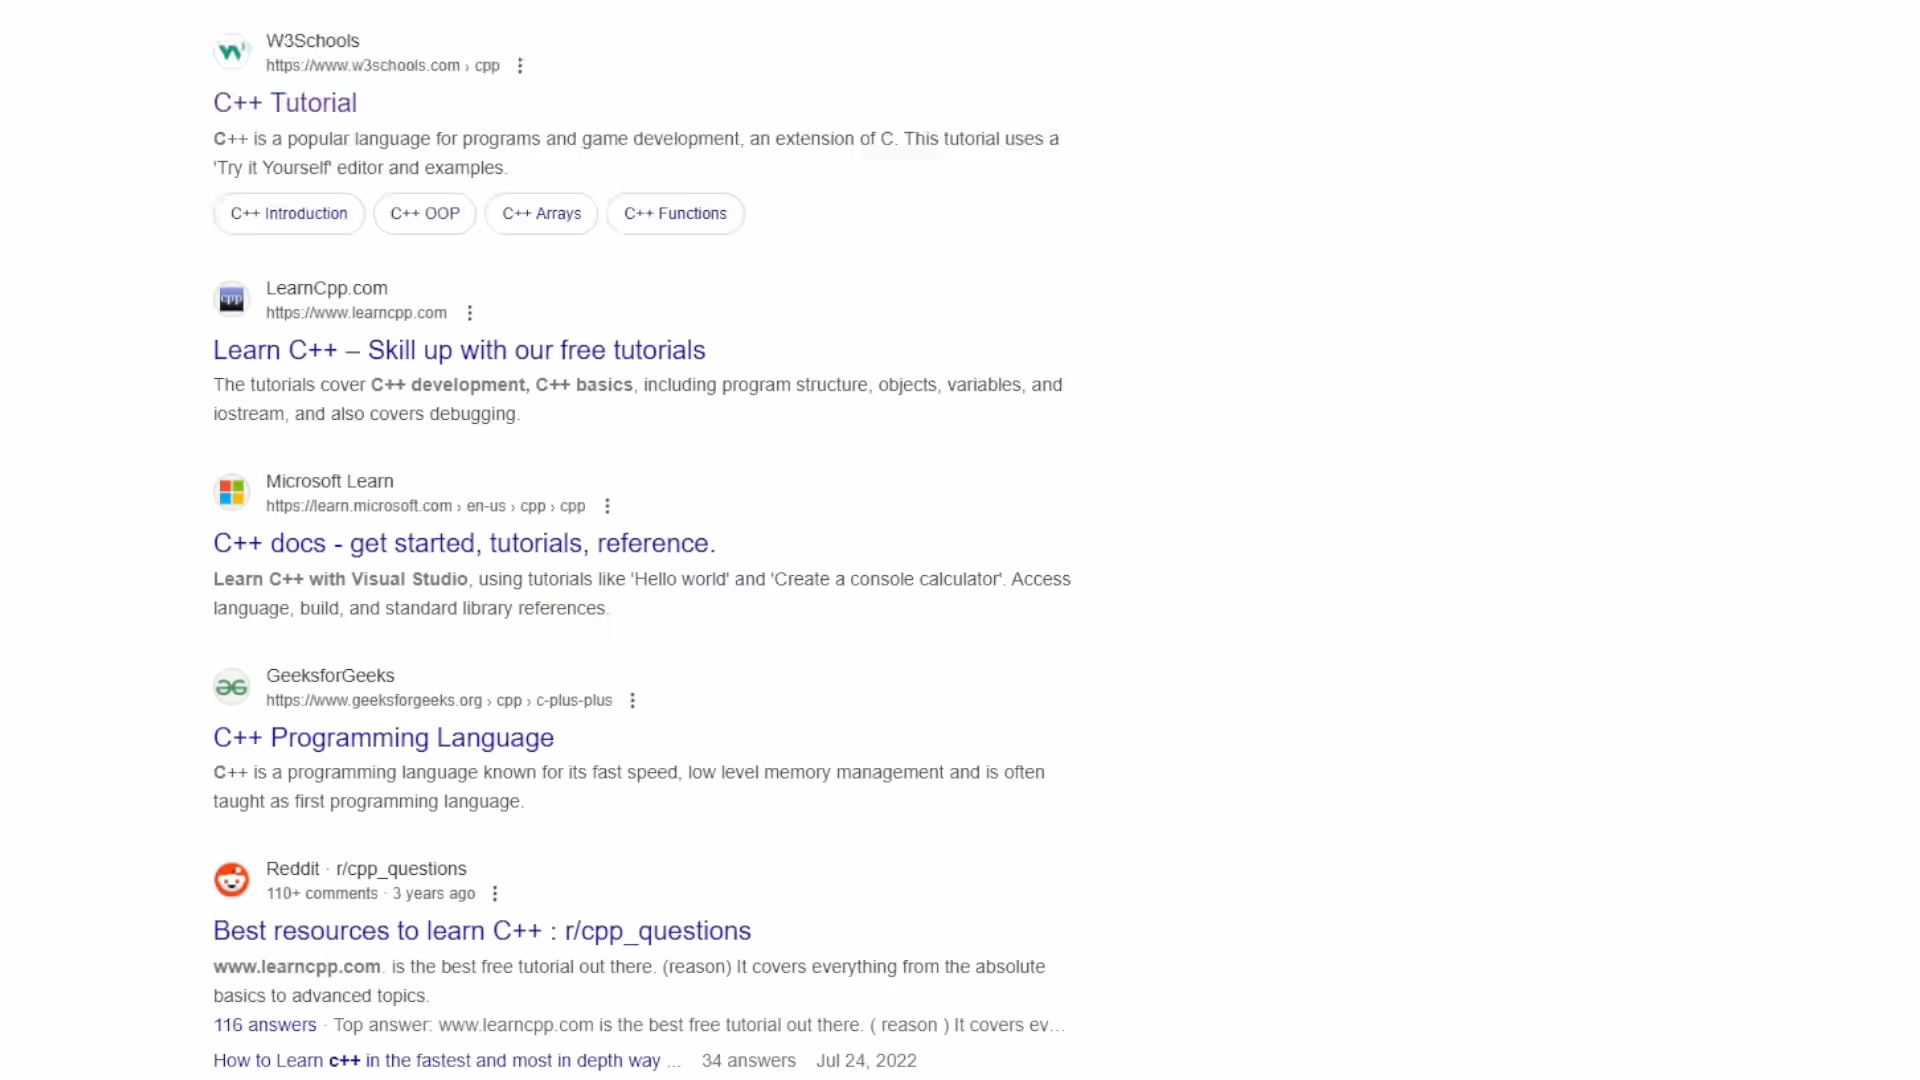 W3Schools
https://www.w3schools.com › cpp
C++ Tutorial
C++ is a popular language for programs and game development, an extension of C. This tutorial uses a
'Try it Yourself' editor and examples.
C++ Introduction C++ OOP C++ Arrays C++ Functions
cpp
LearnCpp.com
https://www.learncpp.com
Learn C++ – Skill up with our free tutorials
The tutorials cover C++ development, C++ basics, including program structure, objects, variables, and
iostream, and also covers debugging.
Microsoft Learn
https://learn.microsoft.com › en-us › cpp › cpp
C++ docs - get started, tutorials, reference.
Learn C++ with Visual Studio, using tutorials like 'Hello world' and 'Create a console calculator'. Access
language, build, and standard library references.
GeeksforGeeks
https://www.geeksforgeeks.org › cpp › c-plus-plus
C++ Programming Language
C++ is a programming language known for its fast speed, low level memory management and is often
taught as first programming language.
Reddit · r/cpp_questions
110+ comments · 3 years ago
Best resources to learn C++ : r/cpp_questions
www.learncpp.com. is the best free tutorial out there. (reason) It covers everything from the absolute
basics to advanced topics.
116 answers · Top answer: www.learncpp.com is the best free tutorial out there. ( reason ) It covers ev...
How to Learn c++ in the fastest and most in depth way ... 34 answers Jul 24, 2022